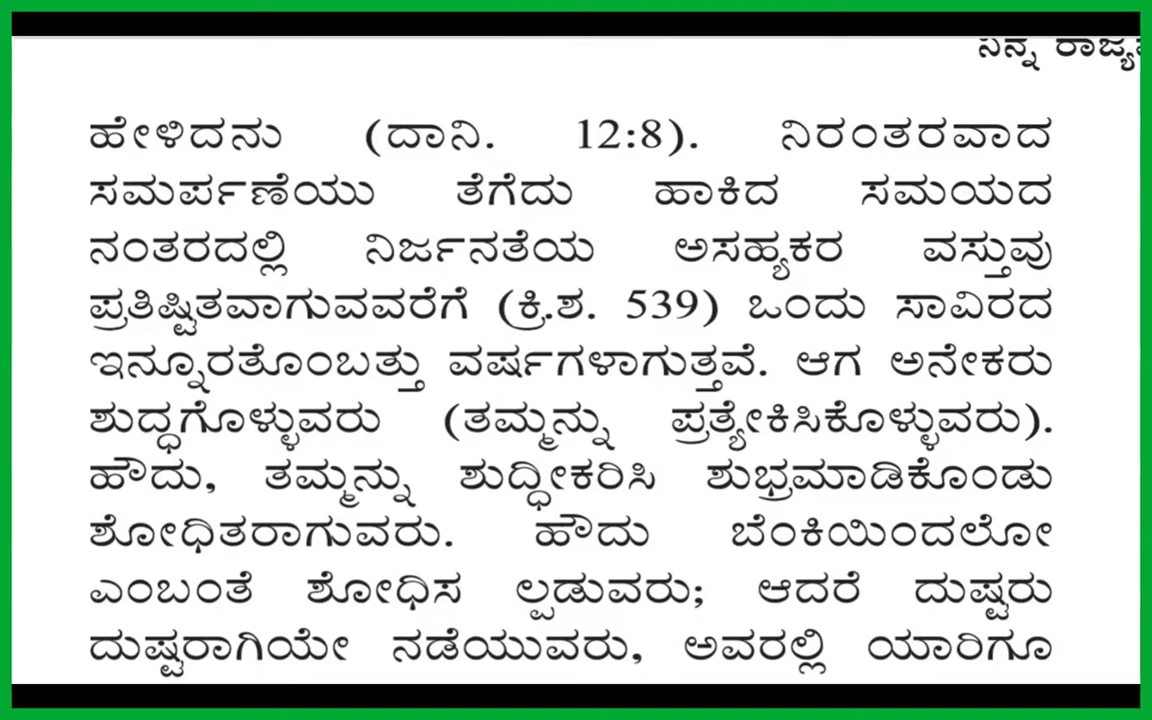 ನಿನ್ನ
ಹೇಳಿದನು (ದಾನಿ. 12:8). ನಿರಂತರವಾದ
ಸಮರ್ಪಣೆಯು ತೆಗೆದು ಹಾಕಿದ ಸಮಯದ
ನಂತರದಲ್ಲಿ ನಿರ್ಜನತೆಯ ಅಸಹ್ಯಕರ ವಸ್ತುವು
ಪ್ರತಿಷ್ಟಿತವಾಗುವವರೆಗೆ (ಕ್ರಿ.ಶ. 539) ಒಂದು ಸಾವಿರದ
ಇನ್ನೂರತೊಂಬತ್ತು ವರ್ಷಗಳಾಗುತ್ತವೆ. ಆಗ ಅನೇಕರು
ಶುದ್ಧಗೊಳ್ಳುವರು (ತಮ್ಮನ್ನು ಪ್ರತ್ಯೇಕಿಸಿಕೊಳ್ಳುವರು).
ಹೌದು, ತಮ್ಮನ್ನು ಶುದ್ಧೀಕರಿಸಿ ಶುಭ್ರಮಾಡಿಕೊಂಡು
ಶೋಧಿತರಾಗುವರು. ಹೌದು ಬೆಂಕಿಯಿಂದಲೋ
ಎಂಬಂತೆ ಶೋಧಿಸ ಲ್ಪಡುವರು; ಆದರೆ ದುಷ್ಟರು
ದುಷ್ಟರಾಗಿಯೇ ನಡೆಯುವರು, ಅವರಲ್ಲಿ ಯಾರಿಗೂ